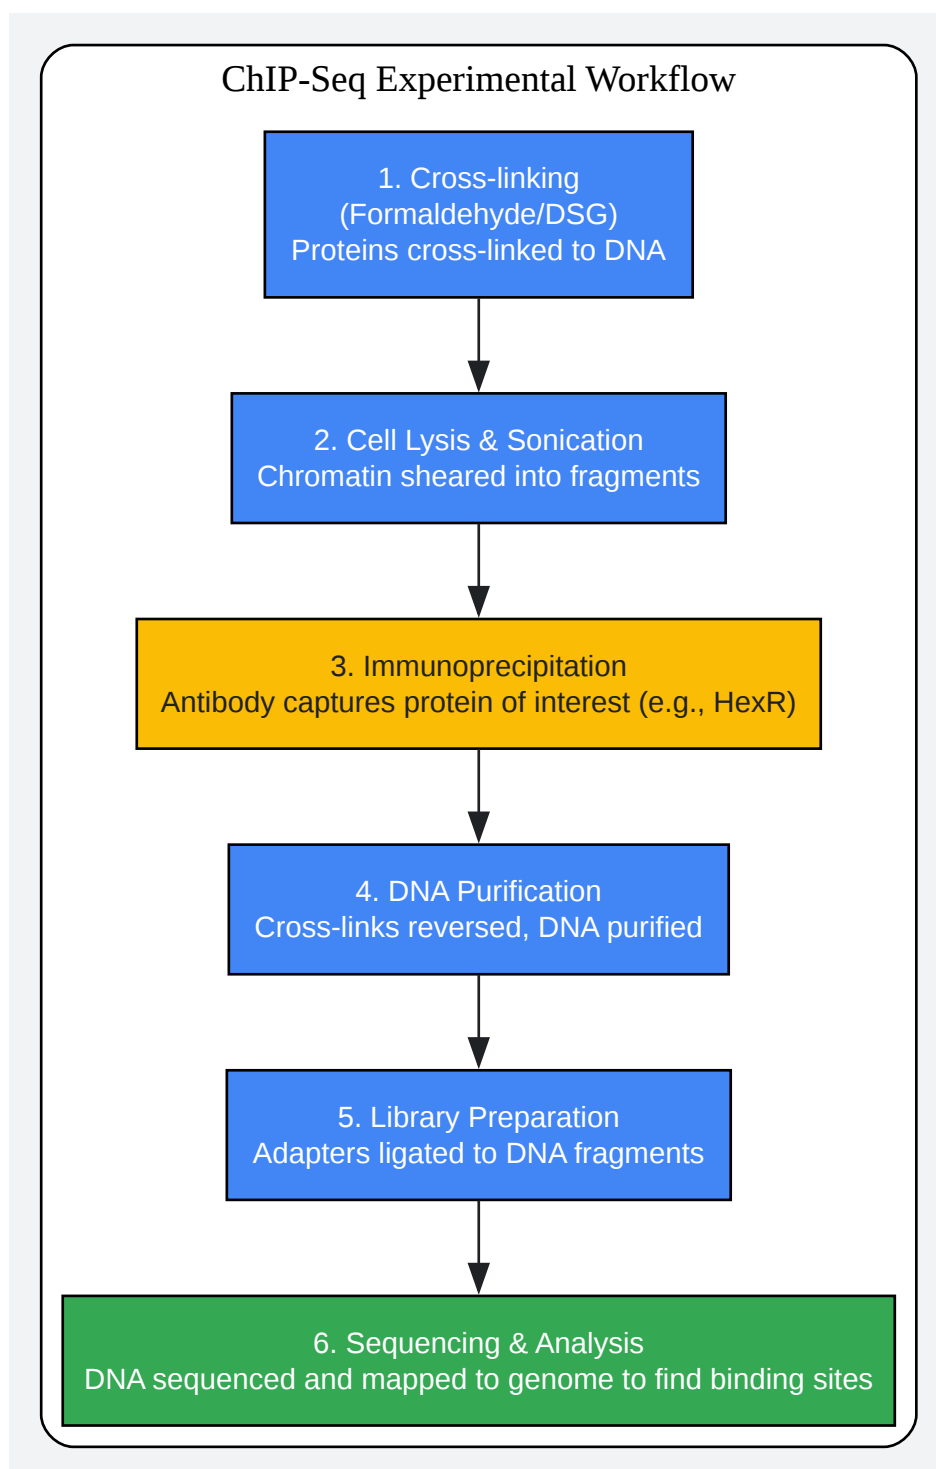 ChIP-Seq Experimental Workflow
1. Cross-linking
(Formaldehyde/DSG)
Proteins cross-linked to DNA
2. Cell Lysis & Sonication
Chromatin sheared into fragments
3. Immunoprecipitation
Antibody captures protein of interest (e.g., HexR)
4. DNA Purification
Cross-links reversed, DNA purified
5. Library Preparation
Adapters ligated to DNA fragments
6. Sequencing & Analysis
DNA sequenced and mapped to genome to find binding sites